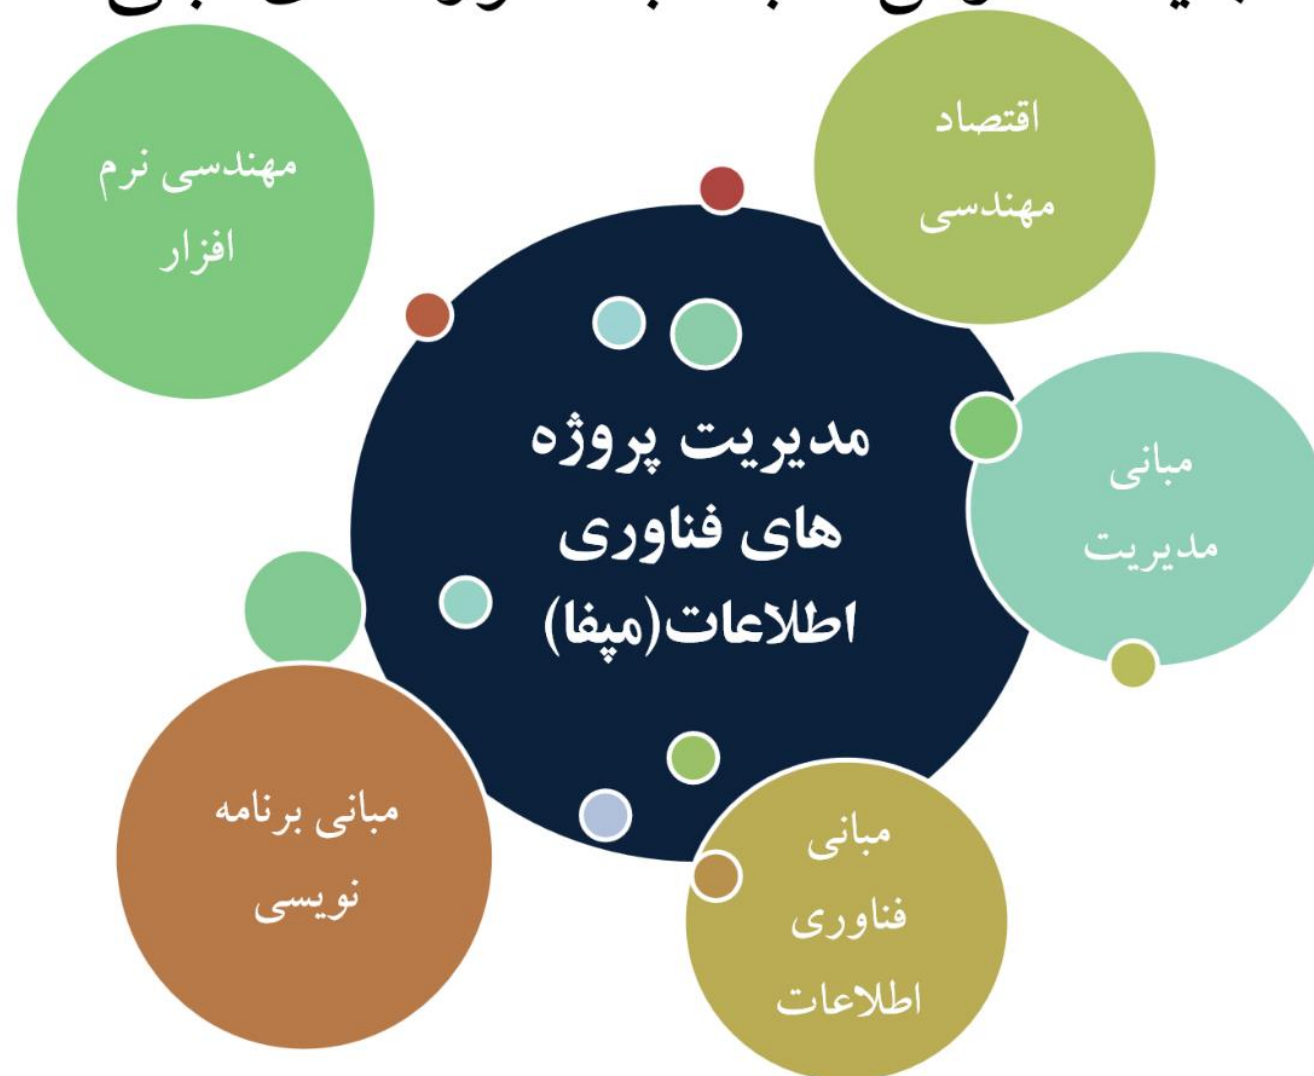 اقتصاد
مهندسی
مهندسی نرم
افزار
مدیریت پروژه
های فناوری
اطلاعات(مپفا)
مبانی
مدیریت
مبانی برنامه
نویسی
مبانی
فناوری
اطلاعات